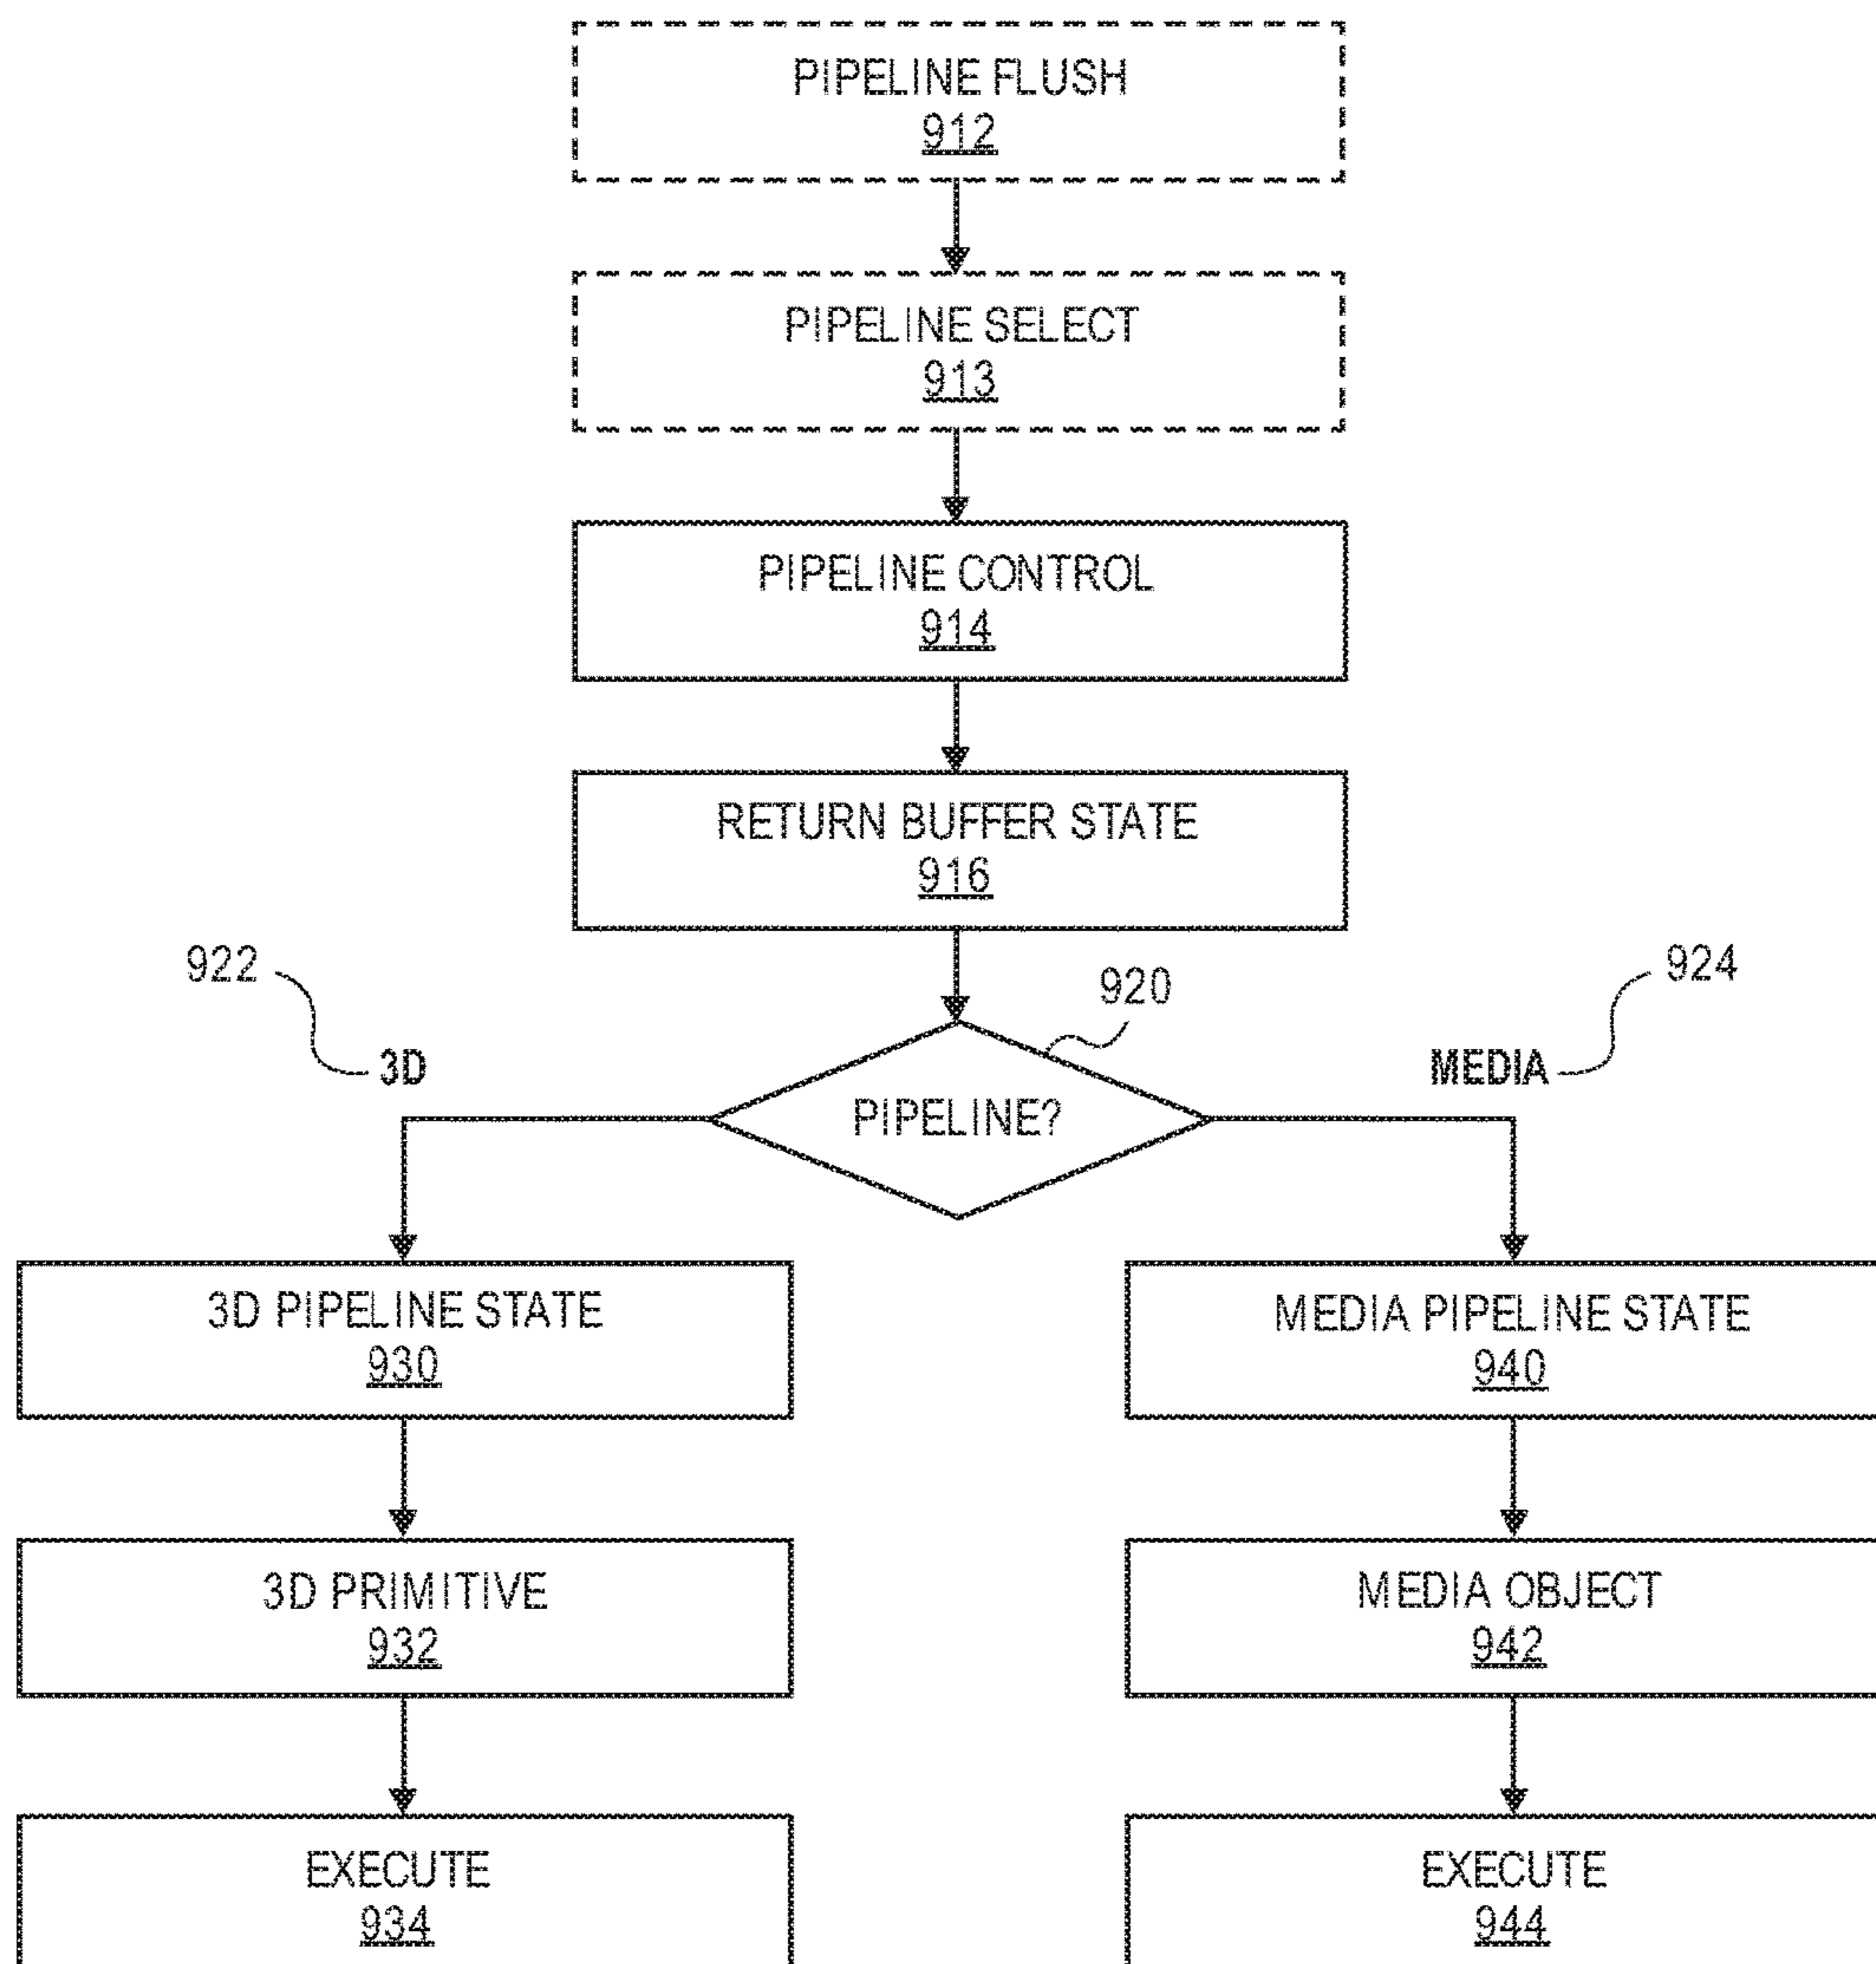 PIPELINE FLUSH
912
PIPELINE SELECT
913
PIPELINE CONTROL
914
RETURN BUFFER STATE
916
922
920
924
3D
MEDIA
PIPELINE?
3D PIPELINE STATE
930
MEDIA PIPELINE STATE
940
3D PRIMITIVE
932
MEDIA OBJECT
942
EXECUTE
934
EXECUTE
944